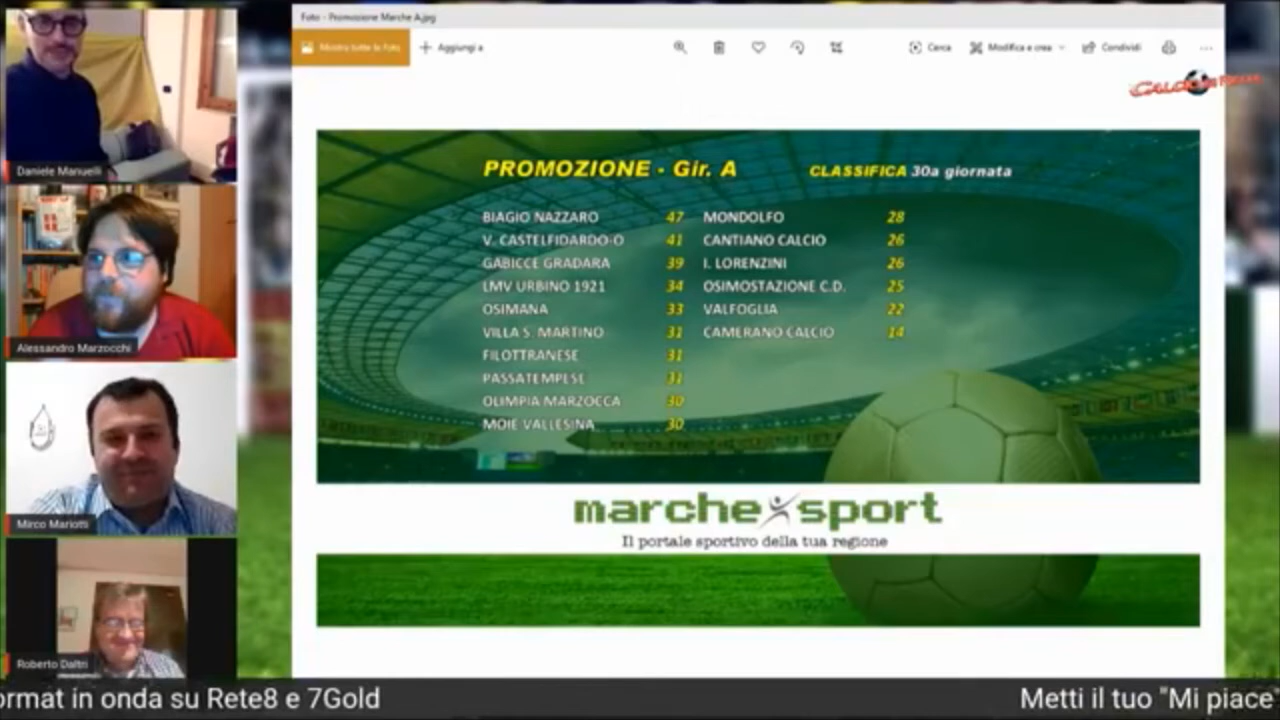 Foto - Promozione Marche A.jpg
Mostra tutte le foto
Aggiungi a
Cerca
Modifica e crea
Condividi
PROMOZIONE - Gir. A
CLASSIFICA 30a giornata
BIAGIO NAZZARO 47
V. CASTELFIDARDO-O 41
GABICCE GRADARA 39
LMV URBINO 1921 34
OSIMANA 33
VILLA S. MARTINO 31
FILOTTRANESE 31
PASSATEMPESE 31
OLIMPIA MARZOCCA 30
MOIE VALLESINA 30
MONDOLFO 28
CANTIANO CALCIO 26
I. LORENZINI 26
OSIMOSTAZIONE C.D. 25
VALFOGLIA 22
CAMERANO CALCIO 14
marche sport
Il portale sportivo della tua regione
Daniele Manuelli
Alessandro Marzocchi
Mirco Mariotti
Roberto Daltri
ormat in onda su Rete8 e 7Gold
Metti il tuo "Mi piace"